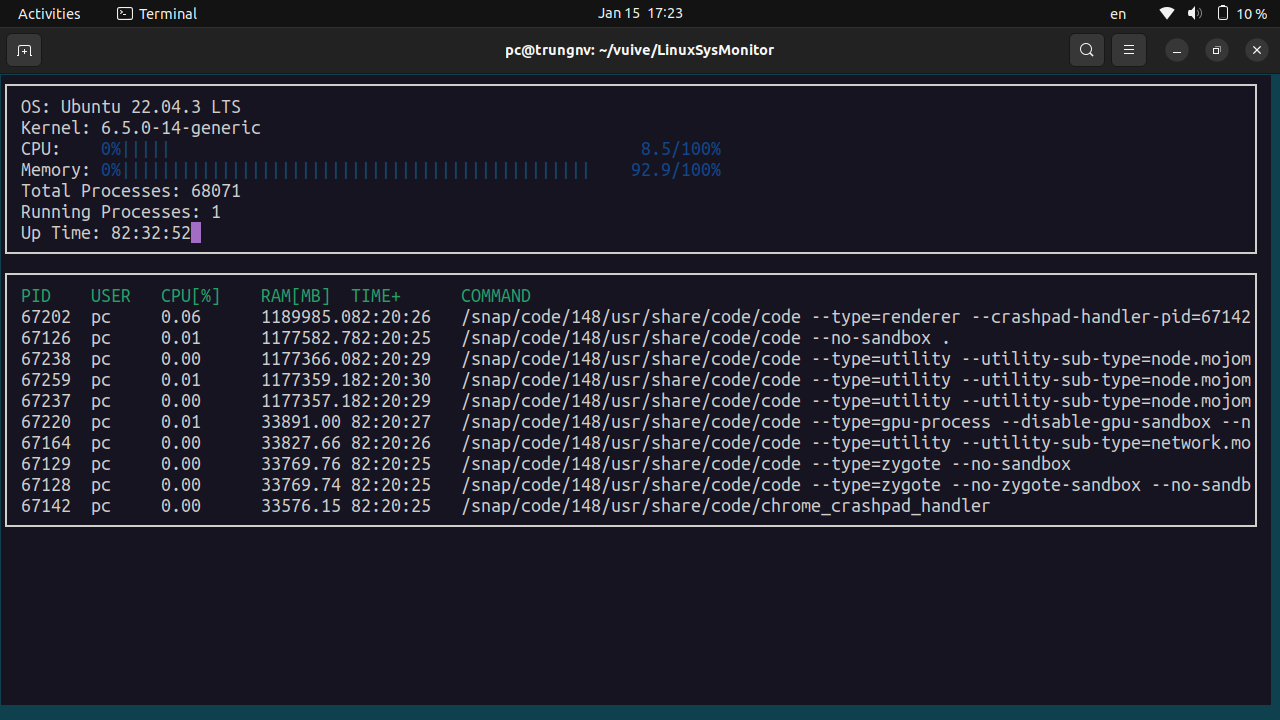 Activities Terminal Jan 15 17:23 en 10 %
pc@trungnv: ~/vuive/LinuxSysMonitor
OS: Ubuntu 22.04.3 LTS
Kernel: 6.5.0-14-generic
CPU: 0%||||| 8.5/100%
Memory: 0%||||||||||||||||||||||||||||||||||||||||||||||| 92.9/100%
Total Processes: 68071
Running Processes: 1
Up Time: 82:32:52
PID USER CPU[%] RAM[MB] TIME+ COMMAND
67202 pc 0.06 1189985.082:20:26 /snap/code/148/usr/share/code/code --type=renderer --crashpad-handler-pid=67142
67126 pc 0.01 1177582.782:20:25 /snap/code/148/usr/share/code/code --no-sandbox .
67238 pc 0.00 1177366.082:20:29 /snap/code/148/usr/share/code/code --type=utility --utility-sub-type=node.mojom
67259 pc 0.01 1177359.182:20:30 /snap/code/148/usr/share/code/code --type=utility --utility-sub-type=node.mojom
67237 pc 0.00 1177357.182:20:29 /snap/code/148/usr/share/code/code --type=utility --utility-sub-type=node.mojom
67220 pc 0.01 33891.00 82:20:27 /snap/code/148/usr/share/code/code --type=gpu-process --disable-gpu-sandbox --n
67164 pc 0.00 33827.66 82:20:26 /snap/code/148/usr/share/code/code --type=utility --utility-sub-type=network.mo
67129 pc 0.00 33769.76 82:20:25 /snap/code/148/usr/share/code/code --type=zygote --no-sandbox
67128 pc 0.00 33769.74 82:20:25 /snap/code/148/usr/share/code/code --type=zygote --no-zygote-sandbox --no-sandb
67142 pc 0.00 33576.15 82:20:25 /snap/code/148/usr/share/code/chrome_crashpad_handler